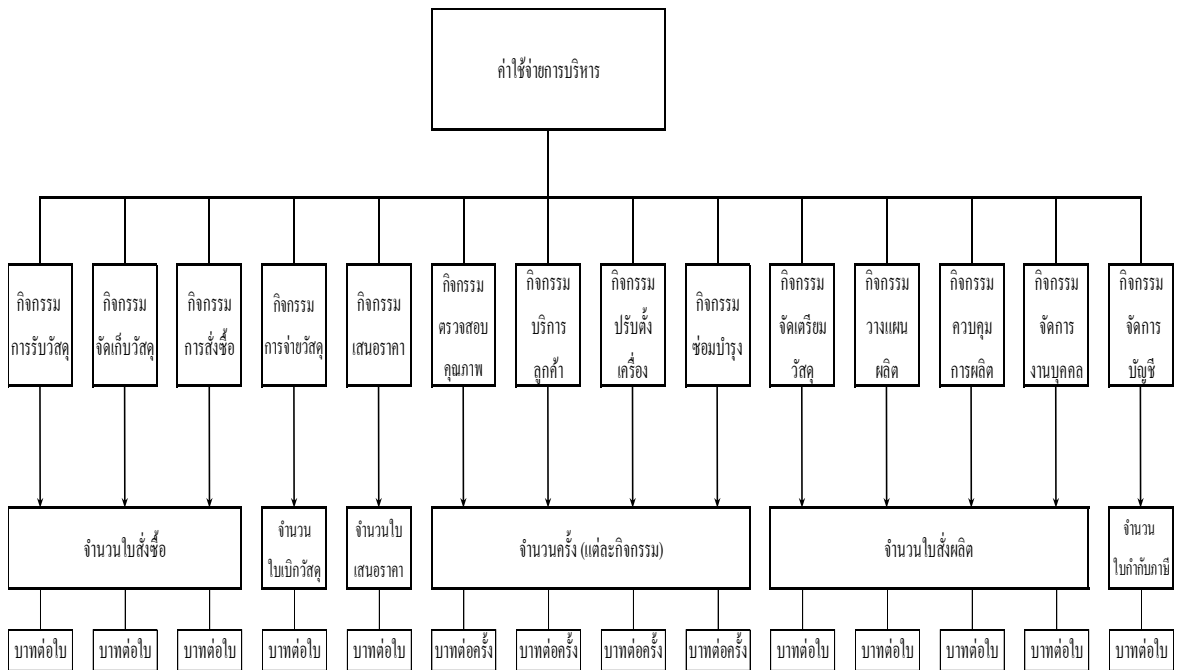 ค่าใช้จ่ายการบริหาร
กิจกรรม
การรับวัสดุ
กิจกรรม
จัดเก็บวัสดุ
กิจกรรม
การสั่งซื้อ
กิจกรรม
การจ่ายวัสดุ
กิจกรรม
เสนอราคา
กิจกรรม
ตรวจสอบ
คุณภาพ
กิจกรรม
บริการ
ลูกค้า
กิจกรรม
ปรับตั้ง
เครื่อง
กิจกรรม
ซ่อมบำรุง
กิจกรรม
จัดเตรียม
วัสดุ
กิจกรรม
วางแผน
ผลิต
กิจกรรม
ควบคุม
การผลิต
กิจกรรม
จัดการ
งานบุคคล
กิจกรรม
จัดการ
บัญชี
จำนวนใบสั่งซื้อ
จำนวน
ใบเบิกวัสดุ
จำนวนใบ
เสนอราคา
จำนวนครั้ง (แต่ละกิจกรรม)
จำนวนใบสั่งผลิต
จำนวน
ใบกำกับภาษี
บาทต่อใบ
บาทต่อใบ
บาทต่อใบ
บาทต่อใบ
บาทต่อใบ
บาทต่อครั้ง
บาทต่อครั้ง
บาทต่อครั้ง
บาทต่อครั้ง
บาทต่อใบ
บาทต่อใบ
บาทต่อใบ
บาทต่อใบ
บาทต่อใบ